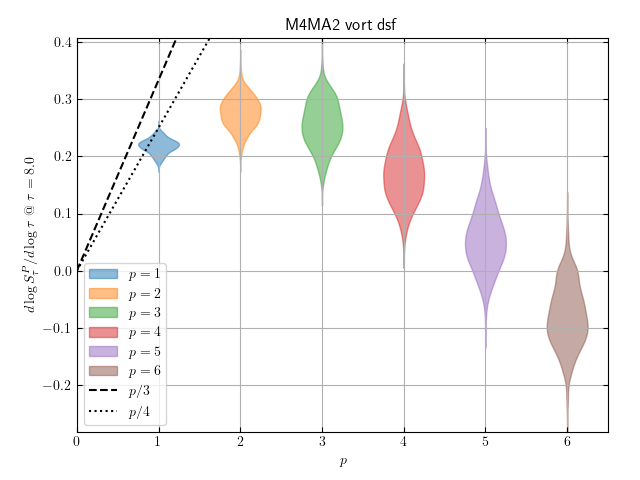 M4MA2 vort dsf
d log S_τ^P / d log τ @ τ = 8.0
0.4
0.3
0.2
0.1
0.0
−0.1
−0.2
p = 1
p = 2
p = 3
p = 4
p = 5
p = 6
p/3
p/4
0 1 2 3 4 5 6
p